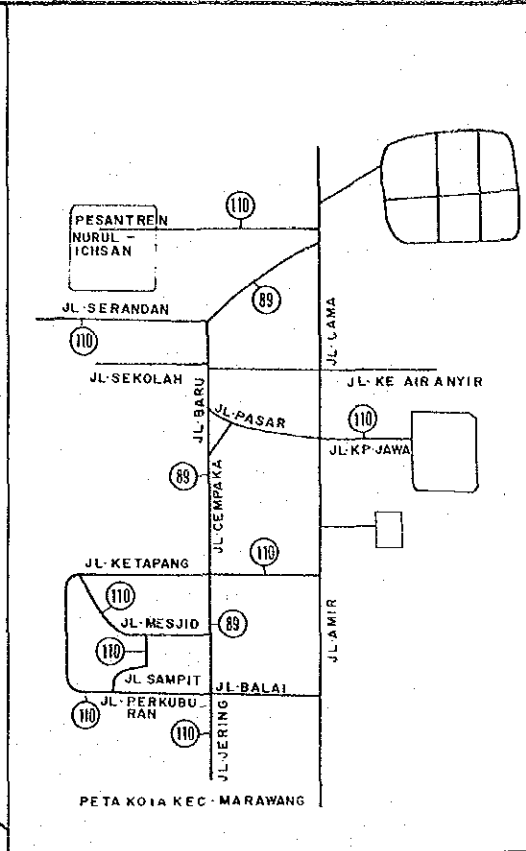 110
PESANTREN
NURUL-
ICHSAN
89
JL·SERANDAN
110
JL·LAMA
JL·SEKOLAH
JL·KE AIR ANYIR
JL·BARU
JL·PASAR
110
JL·KP·JAWA
89
JL·CEMPAKA
110
JL·KETAPANG
110
JL·MESJID
89
JL·AMIR
110
JL SAMPIT
JL·BALAI
JL·PERKUBU-
RAN
110
110
JL·JERING
PETA KOTA KEC·MARAWANG